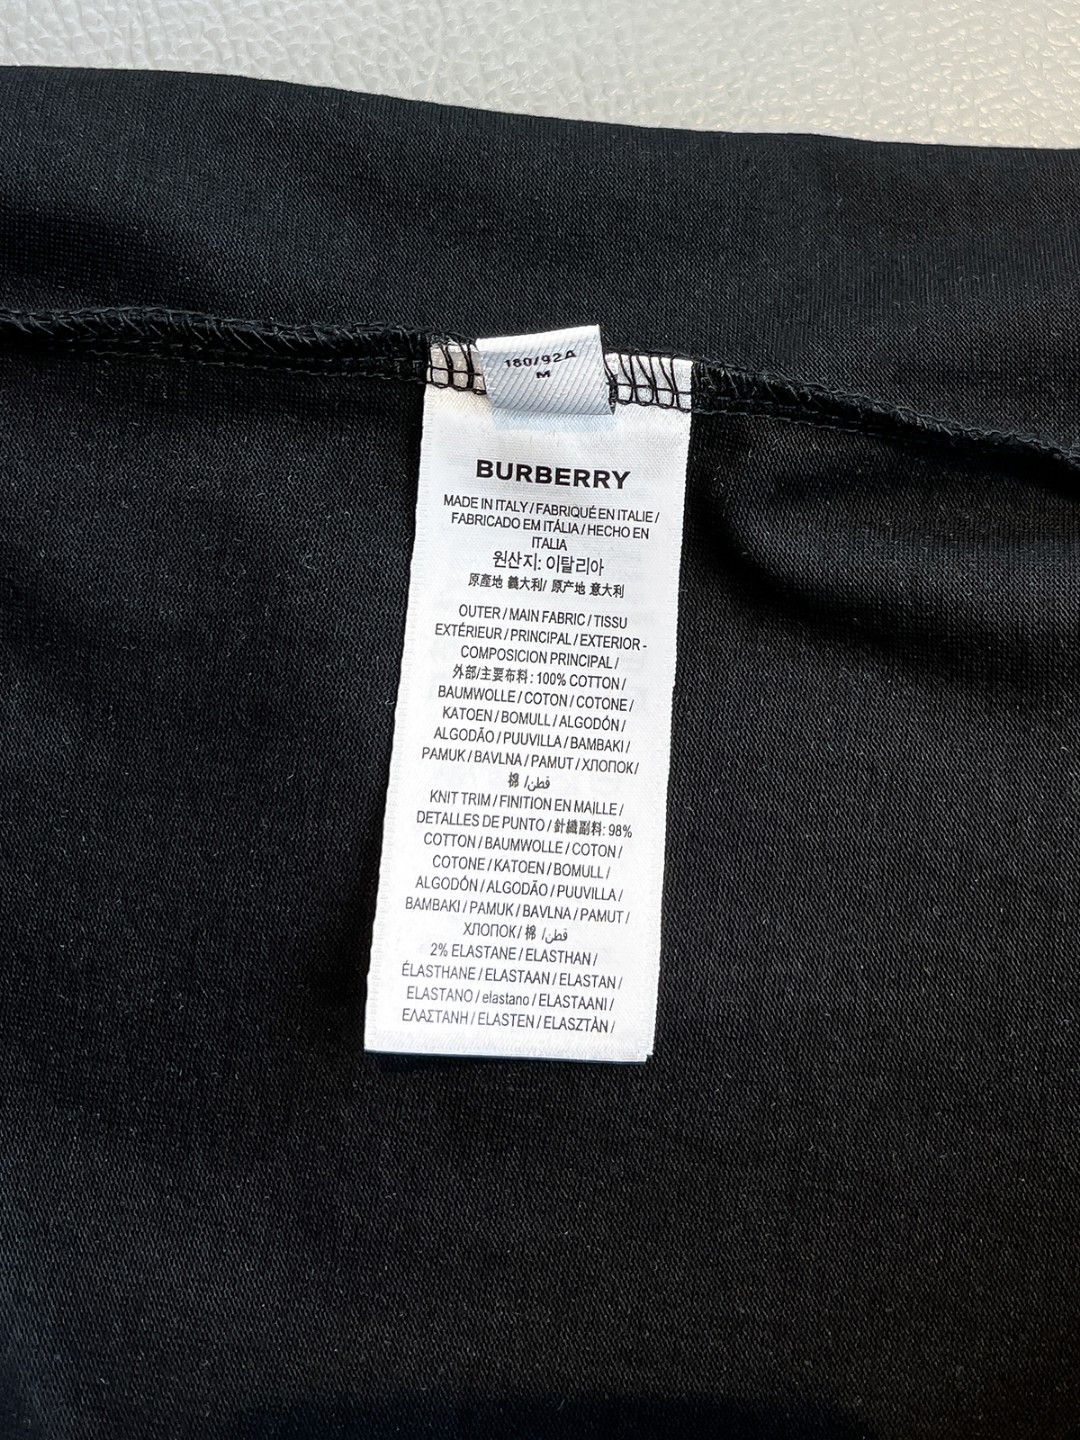 180/92A
M
BURBERRY
MADE IN ITALY / FABRIQUÉ EN ITALIE /
FABRICADO EM ITÁLIA / HECHO EN
ITALIA
원산지: 이탈리아
原產地 義大利/ 原产地 意大利
OUTER / MAIN FABRIC / TISSU
EXTÉRIEUR / PRINCIPAL / EXTERIOR -
COMPOSICION PRINCIPAL /
外部/主要布料 : 100% COTTON /
BAUMWOLLE / COTON / COTONE /
KATOEN / BOMULL / ALGODÓN /
ALGODÃO / PUUVILLA / BAMBAKI /
PAMUK / BAVLNA / PAMUT / ХЛОПОК /
棉 /قطن
KNIT TRIM / FINITION EN MAILLE /
DETALLES DE PUNTO / 針織副料: 98%
COTTON / BAUMWOLLE / COTON /
COTONE / KATOEN / BOMULL /
ALGODÓN / ALGODÃO / PUUVILLA /
BAMBAKI / PAMUK / BAVLNA / PAMUT /
ХЛОПОК / 棉 /قطن
2% ELASTANE / ELASTHAN /
ÉLASTHANE / ELASTAAN / ELASTAN /
ELASTANO / elastano / ELASTAANI /
ΕΛΑΣΤΑΝΗ / ELASTEN / ELASZTÀN /